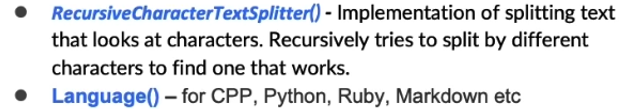 ● RecursiveCharacterTextSplitter() - Implementation of splitting text
that looks at characters. Recursively tries to split by different
characters to find one that works.
● Language() – for CPP, Python, Ruby, Markdown etc